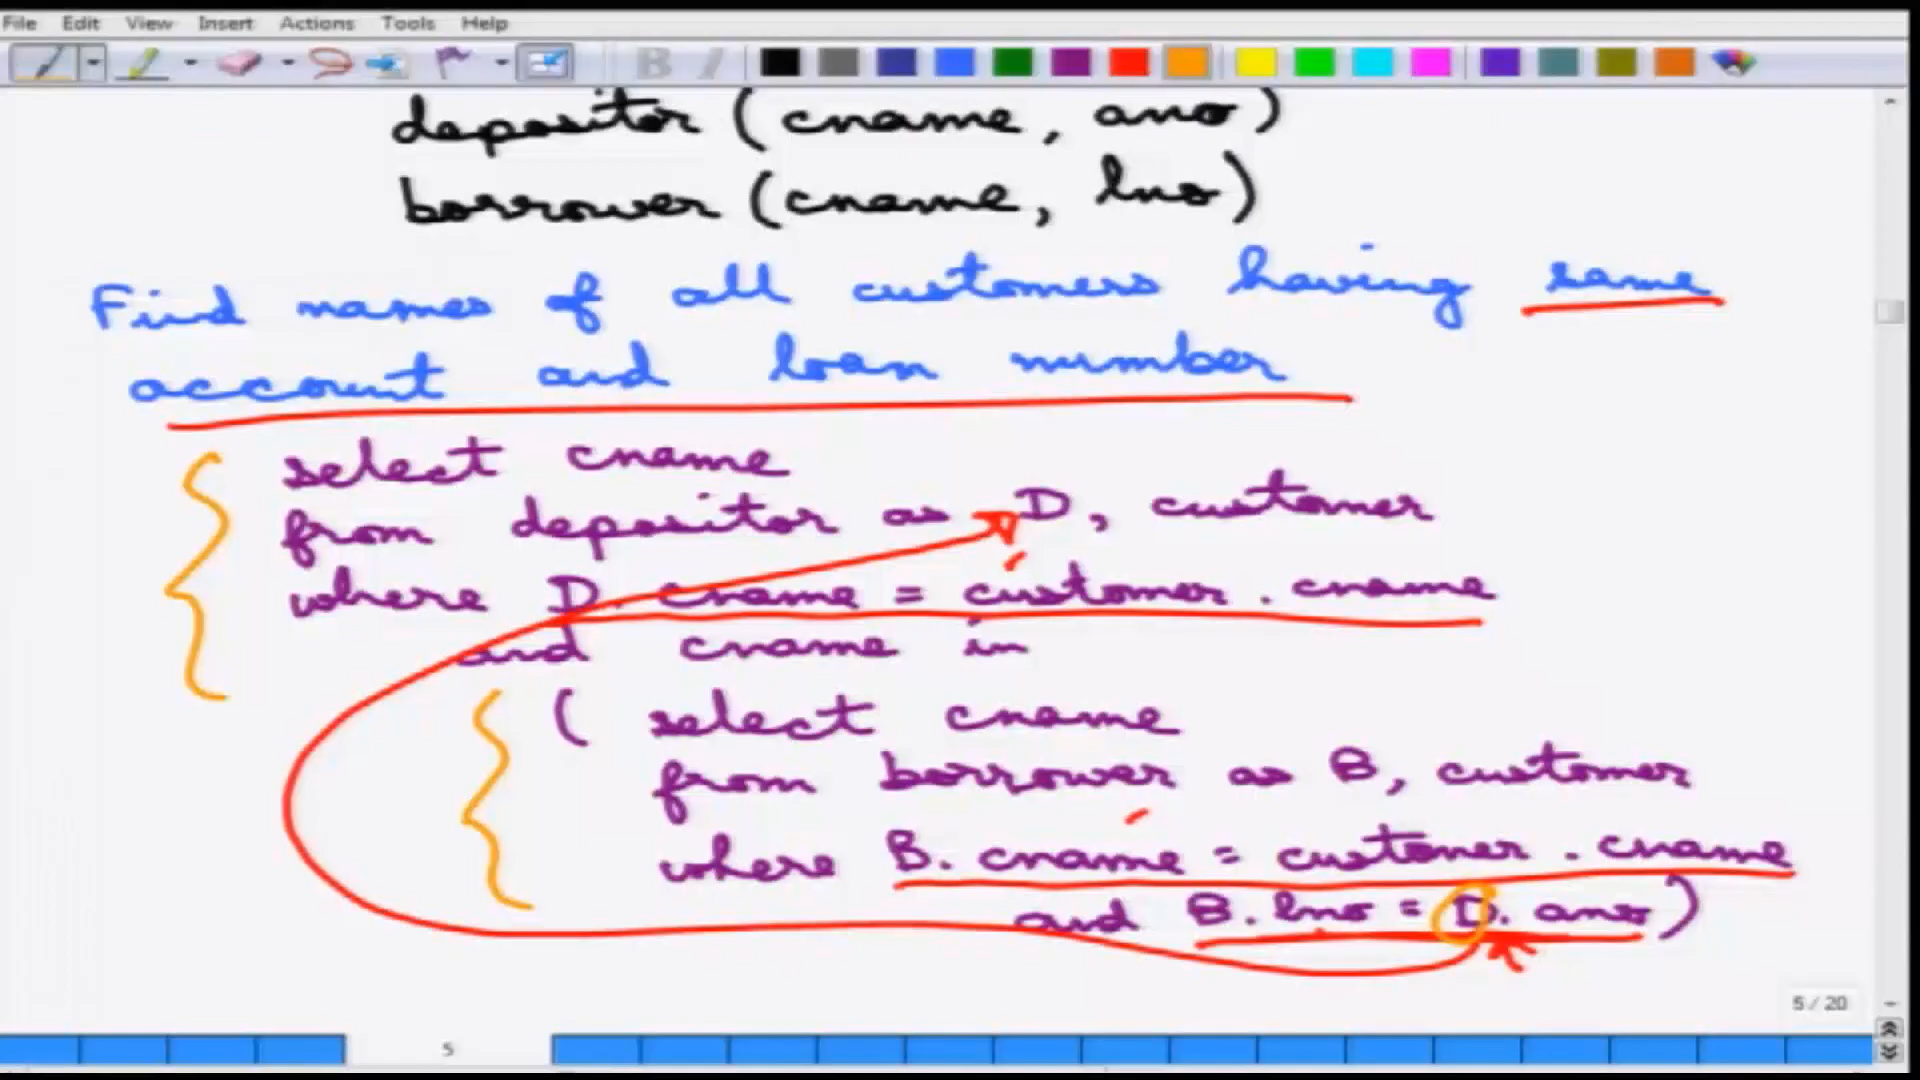 File Edit View Insert Actions Tools Help
B I
depositor (cname, ano)
borrower (cname, lno)
Find names of all customers having same
account and loan number
select cname
from depositor as D, customer
where D. cname = customer . cname
and cname in
( select cname
from borrower as B, customer
where B. cname = customer . cname
and B. lno = D. ano )
5 / 20
5